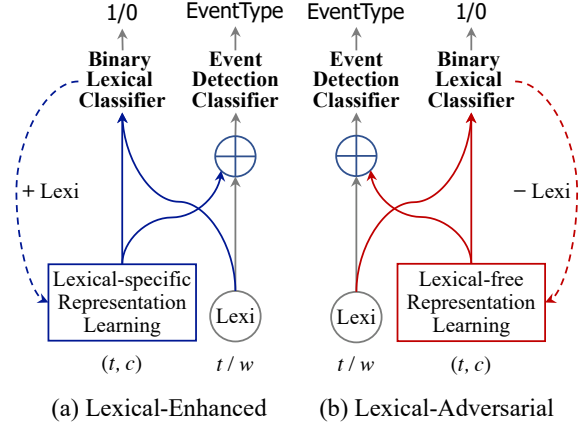 1/0
EventType
EventType
1/0
Binary
Lexical
Classifier
Event
Detection
Classifier
Event
Detection
Classifier
Binary
Lexical
Classifier
+ Lexi
− Lexi
Lexical-specific
Representation
Learning
Lexi
Lexi
Lexical-free
Representation
Learning
(t, c)
t / w
t / w
(t, c)
(a) Lexical-Enhanced
(b) Lexical-Adversarial